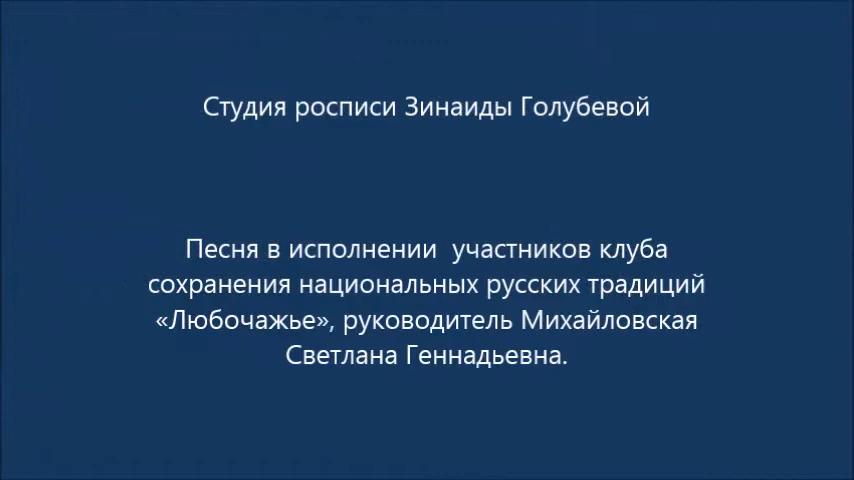 Студия росписи Зинаиды Голубевой
Песня в исполнении  участников клуба
сохранения национальных русских традиций
«Любочажье», руководитель Михайловская
Светлана Геннадьевна.